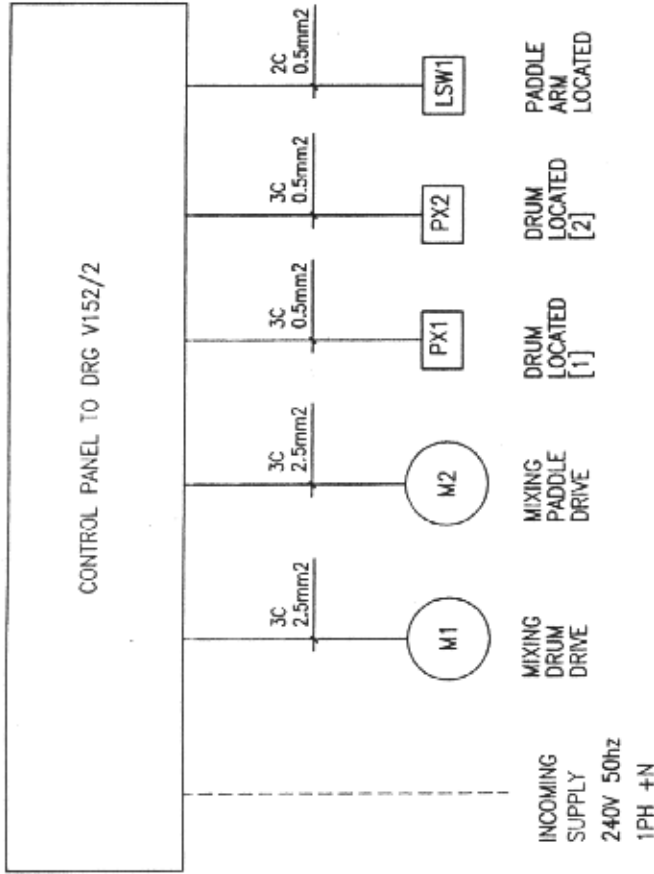 CONTROL PANEL TO DRG V152/2
3C
2.5mm2
3C
2.5mm2
3C
0.5mm2
3C
0.5mm2
2C
0.5mm2
M1
M2
PX1
PX2
LSW1
INCOMING
SUPPLY
240V 50hz
1PH +N
MIXING
DRUM
DRIVE
MIXING
PADDLE
DRIVE
DRUM
LOCATED
[1]
DRUM
LOCATED
[2]
PADDLE
ARM
LOCATED